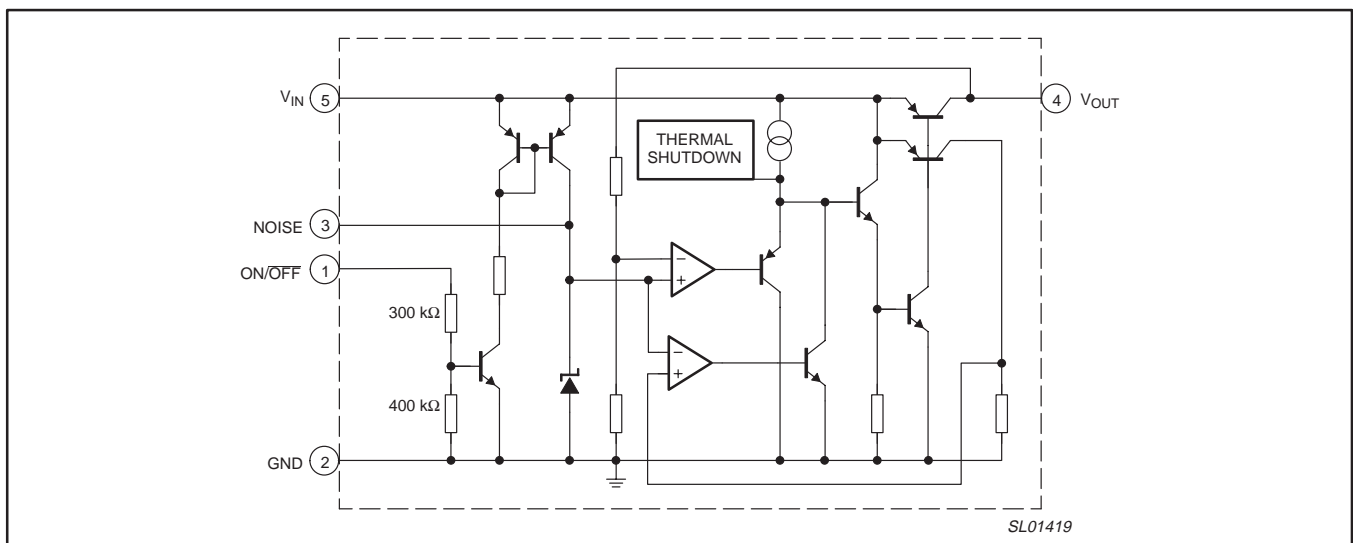 VIN 5
4 VOUT
THERMAL
SHUTDOWN
NOISE 3
ON/OFF 1
−
+
300 kΩ
−
+
400 kΩ
GND 2
SL01419